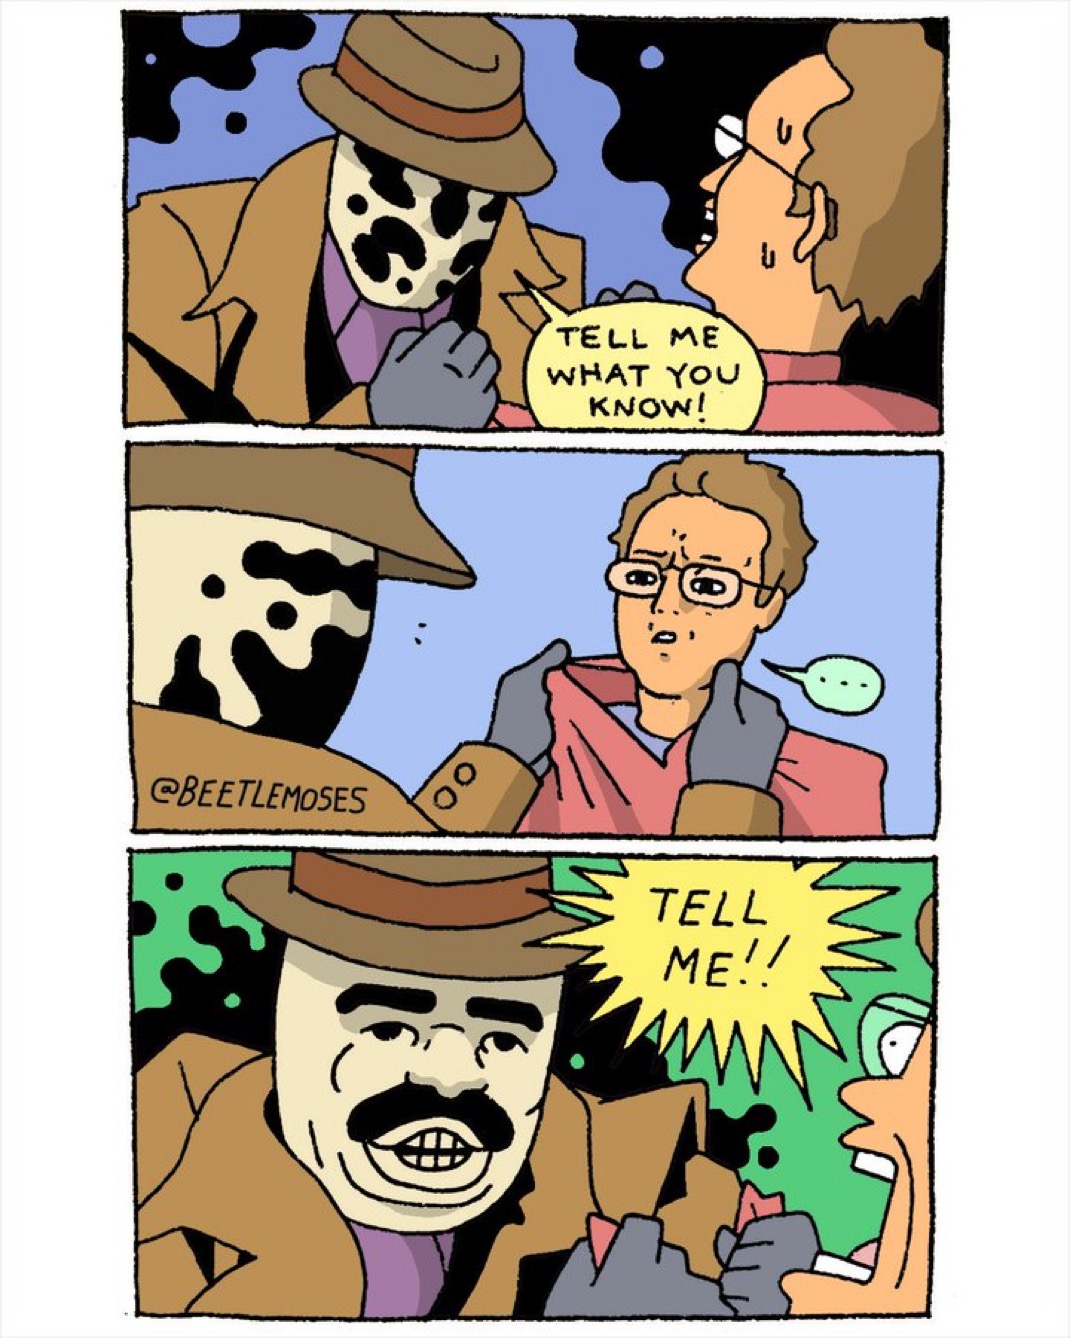 TELL ME
WHAT YOU
KNOW!
....
@BEETLEMOSES
TELL
ME!!